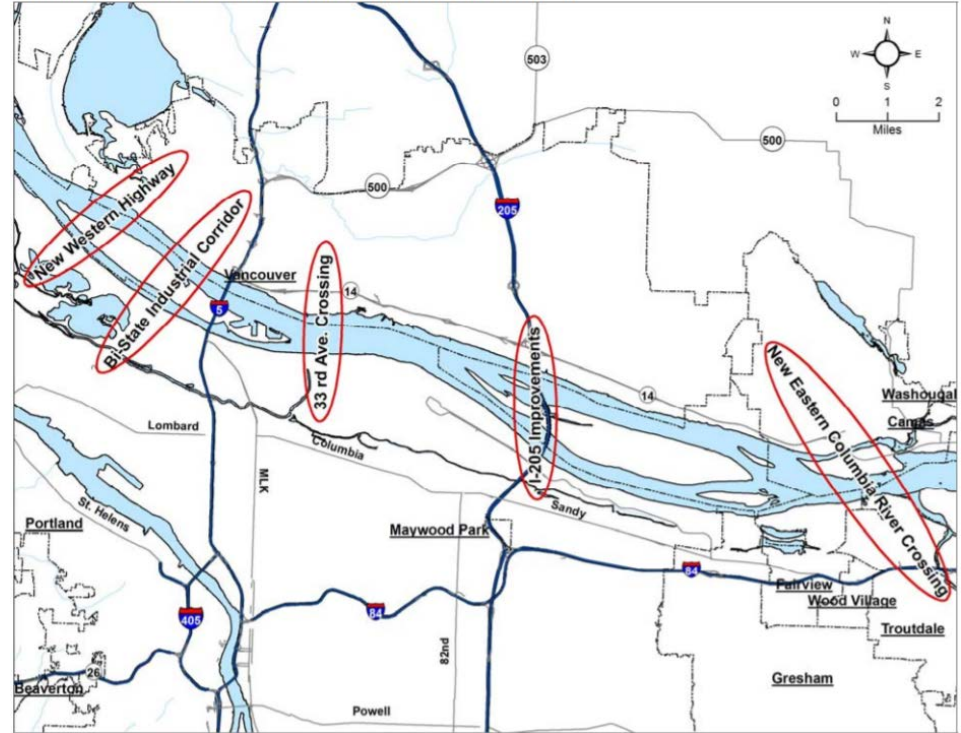 N
W E
S
0 1 2
Miles
503
500
500
205
New Western Highway
Bi-State Industrial Corridor
Vancouver
5
14
33 rd Ave. Crossing
I-205 Improvements
14
New Eastern Columbia River Crossing
Washougal
Camas
Lombard
Columbia
MLK
St. Helens
Portland
Sandy
Maywood Park
84
Fairview
Wood Village
Troutdale
405
84
82nd
26
Beaverton
Gresham
Powell